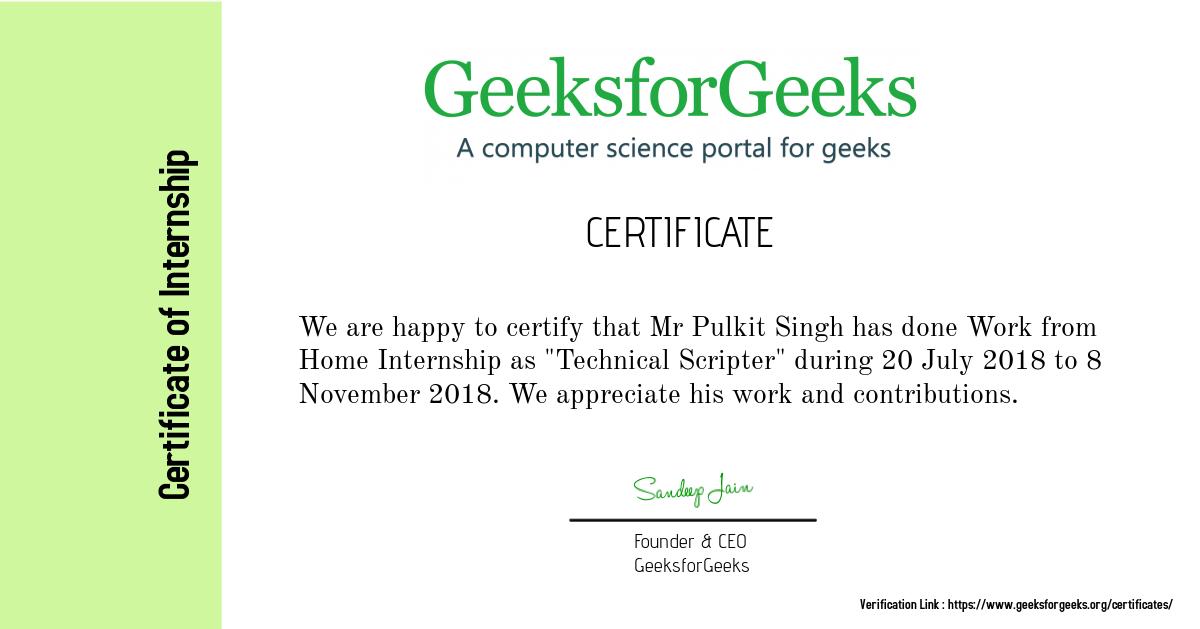 Certificate of Internship
GeeksforGeeks
A computer science portal for geeks
CERTIFICATE
We are happy to certify that Mr Pulkit Singh has done Work from
Home Internship as "Technical Scripter" during 20 July 2018 to 8
November 2018. We appreciate his work and contributions.
Sandeep Jain
Founder & CEO
GeeksforGeeks
Verification Link : https://www.geeksforgeeks.org/certificates/